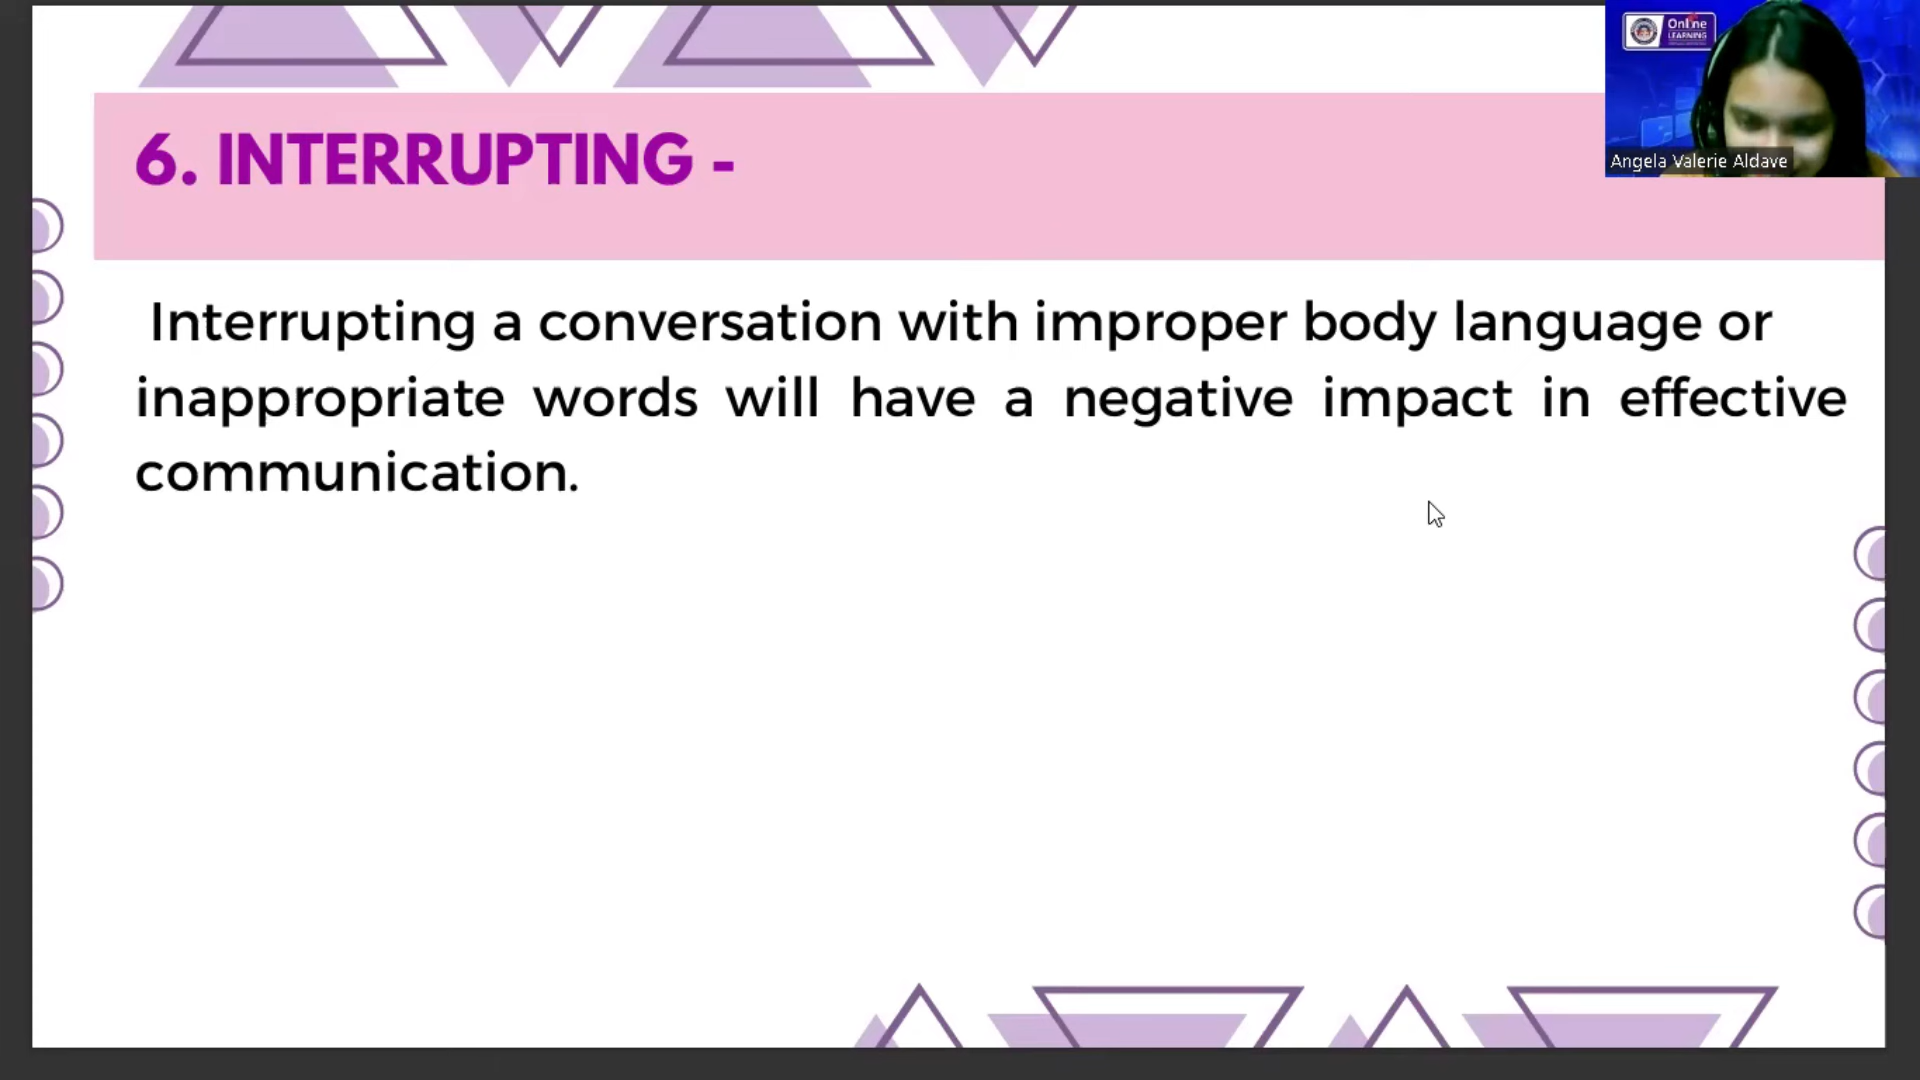 Online
LEARNING
Angela Valerie Aldave
6. INTERRUPTING -
Interrupting a conversation with improper body language or
inappropriate words will have a negative impact in effective
communication.